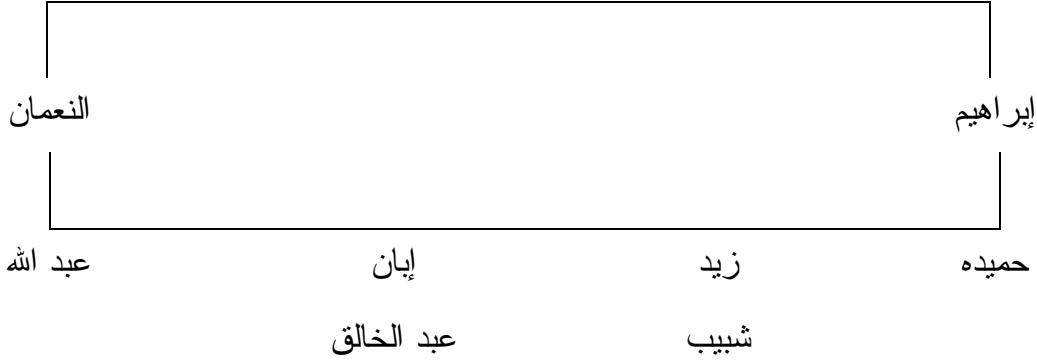 إبراهيم النعمان
حميده زيد إبان عبد الله
شبيب عبد الخالق